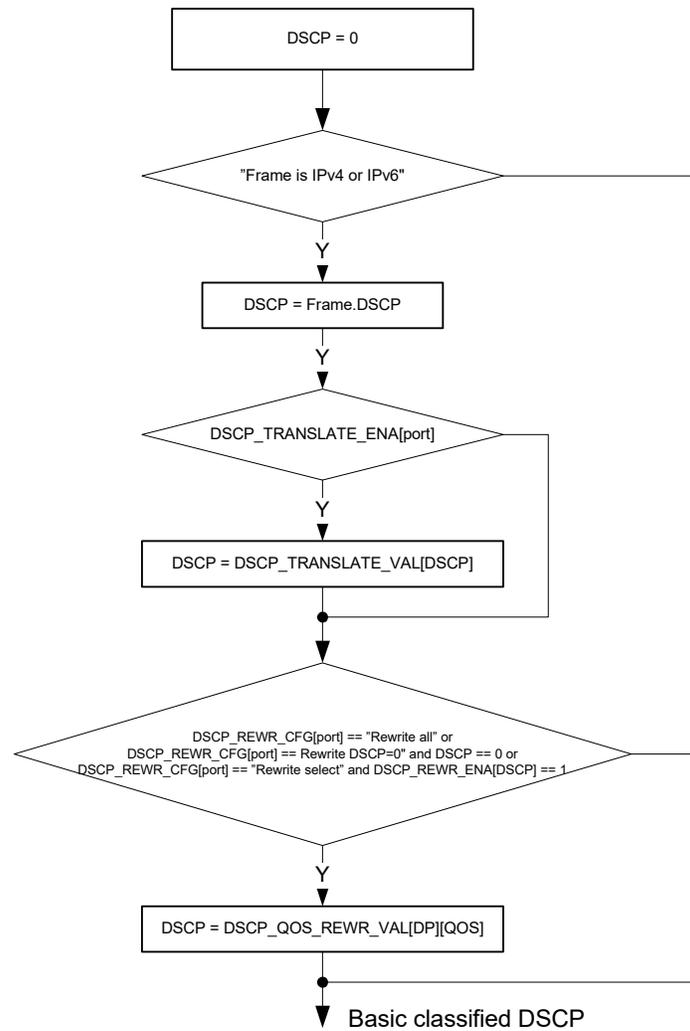 DSCP = 0
”Frame is IPv4 or IPv6"
Y
DSCP = Frame.DSCP
Y
DSCP_TRANSLATE_ENA[port]
Y
DSCP = DSCP_TRANSLATE_VAL[DSCP]
DSCP_REWR_CFG[port] == ”Rewrite all” or
DSCP_REWR_CFG[port] == Rewrite DSCP=0" and DSCP == 0 or
DSCP_REWR_CFG[port] == ”Rewrite select” and DSCP_REWR_ENA[DSCP] == 1
Y
DSCP = DSCP_QOS_REWR_VAL[DP][QOS]
Basic classified DSCP